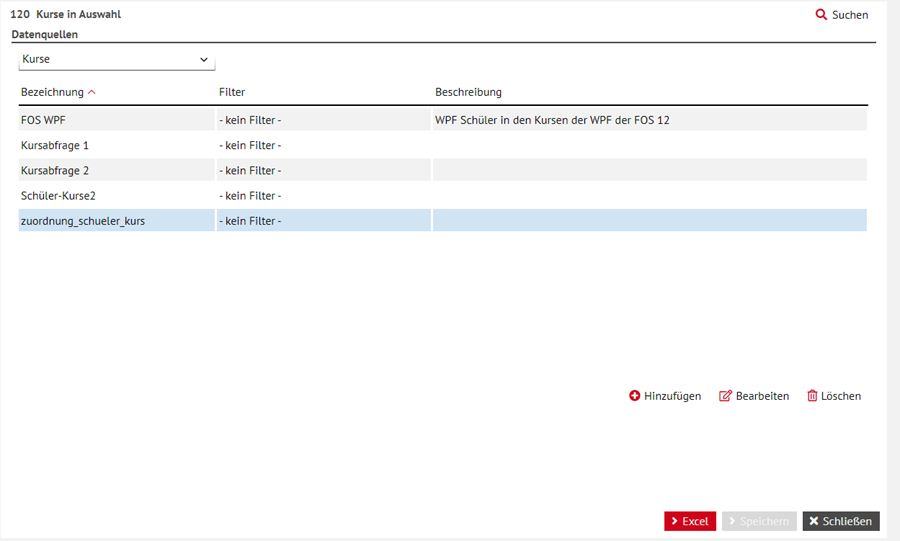 120 Kurse in Auswahl
Suchen
Datenquellen
Kurse
Bezeichnung Filter Beschreibung
FOS WPF - kein Filter - WPF Schüler in den Kursen der WPF der FOS 12
Kursabfrage 1 - kein Filter -
Kursabfrage 2 - kein Filter -
Schüler-Kurse2 - kein Filter -
zuordnung_schueler_kurs - kein Filter -
Hinzufügen Bearbeiten Löschen
Excel Speichern Schließen